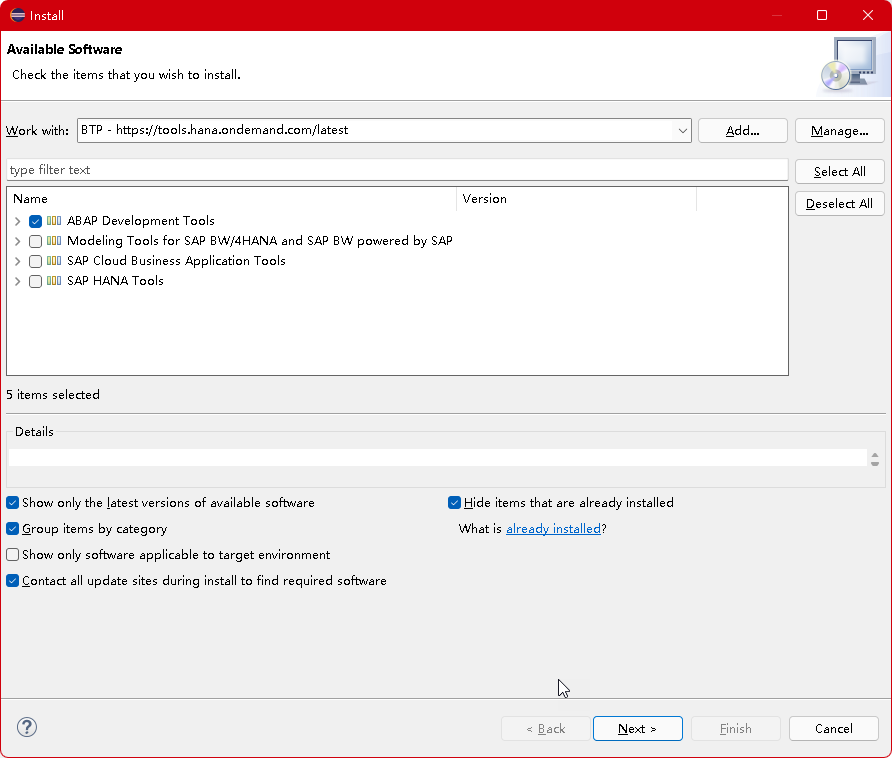 Install
Available Software
Check the items that you wish to install.
Work with: BTP - https://tools.hana.ondemand.com/latest Add... Manage...
type filter text Select All
Name Version Deselect All
ABAP Development Tools
Modeling Tools for SAP BW/4HANA and SAP BW powered by SAP
SAP Cloud Business Application Tools
SAP HANA Tools
5 items selected
Details
Show only the latest versions of available software Hide items that are already installed
Group items by category What is already installed?
Show only software applicable to target environment
Contact all update sites during install to find required software
? < Back Next > Finish Cancel